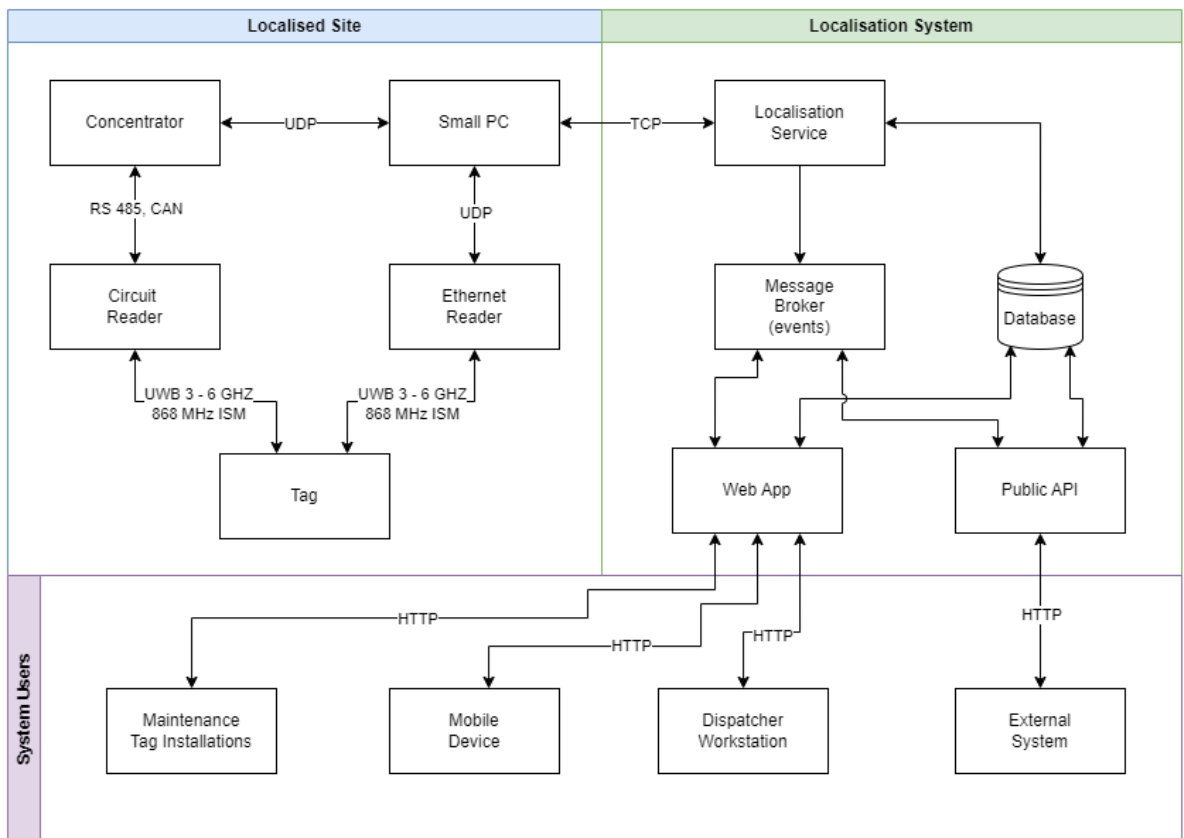 Localised Site
Localisation System
Concentrator
UDP
Small PC
TCP
Localisation
Service
RS 485, CAN
UDP
Circuit
Reader
Ethernet
Reader
Message
Broker
(events)
Database
UWB 3 - 6 GHZ
868 MHz ISM
UWB 3 - 6 GHZ
868 MHz ISM
Tag
Web App
Public API
System Users
HTTP
HTTP
HTTP
HTTP
Maintenance
Tag Installations
Mobile
Device
Dispatcher
Workstation
External
System